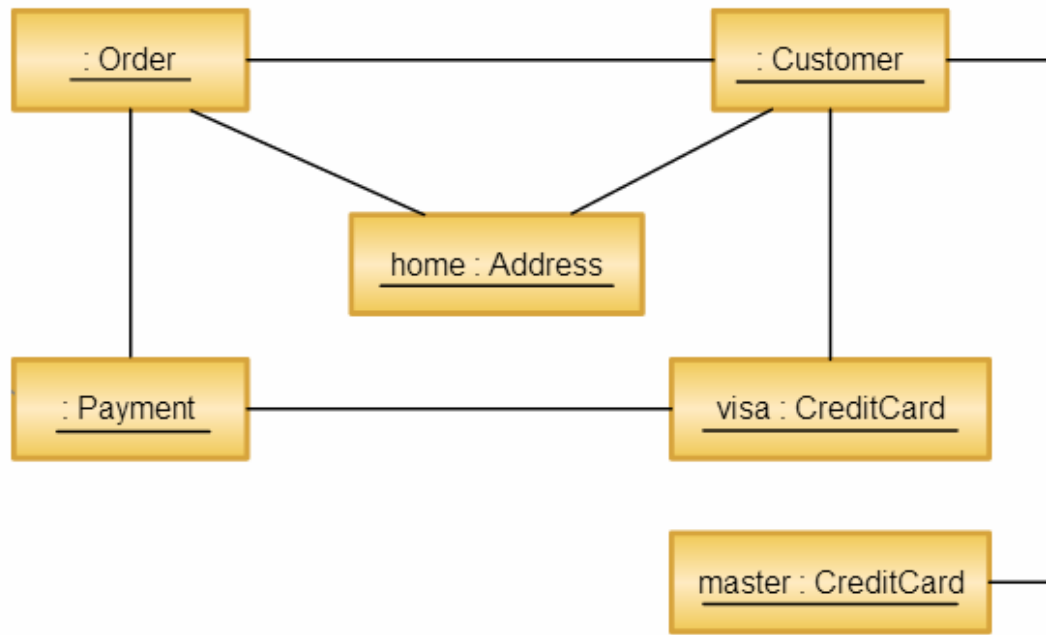 : Order
: Customer
home : Address
: Payment
visa : CreditCard
master : CreditCard